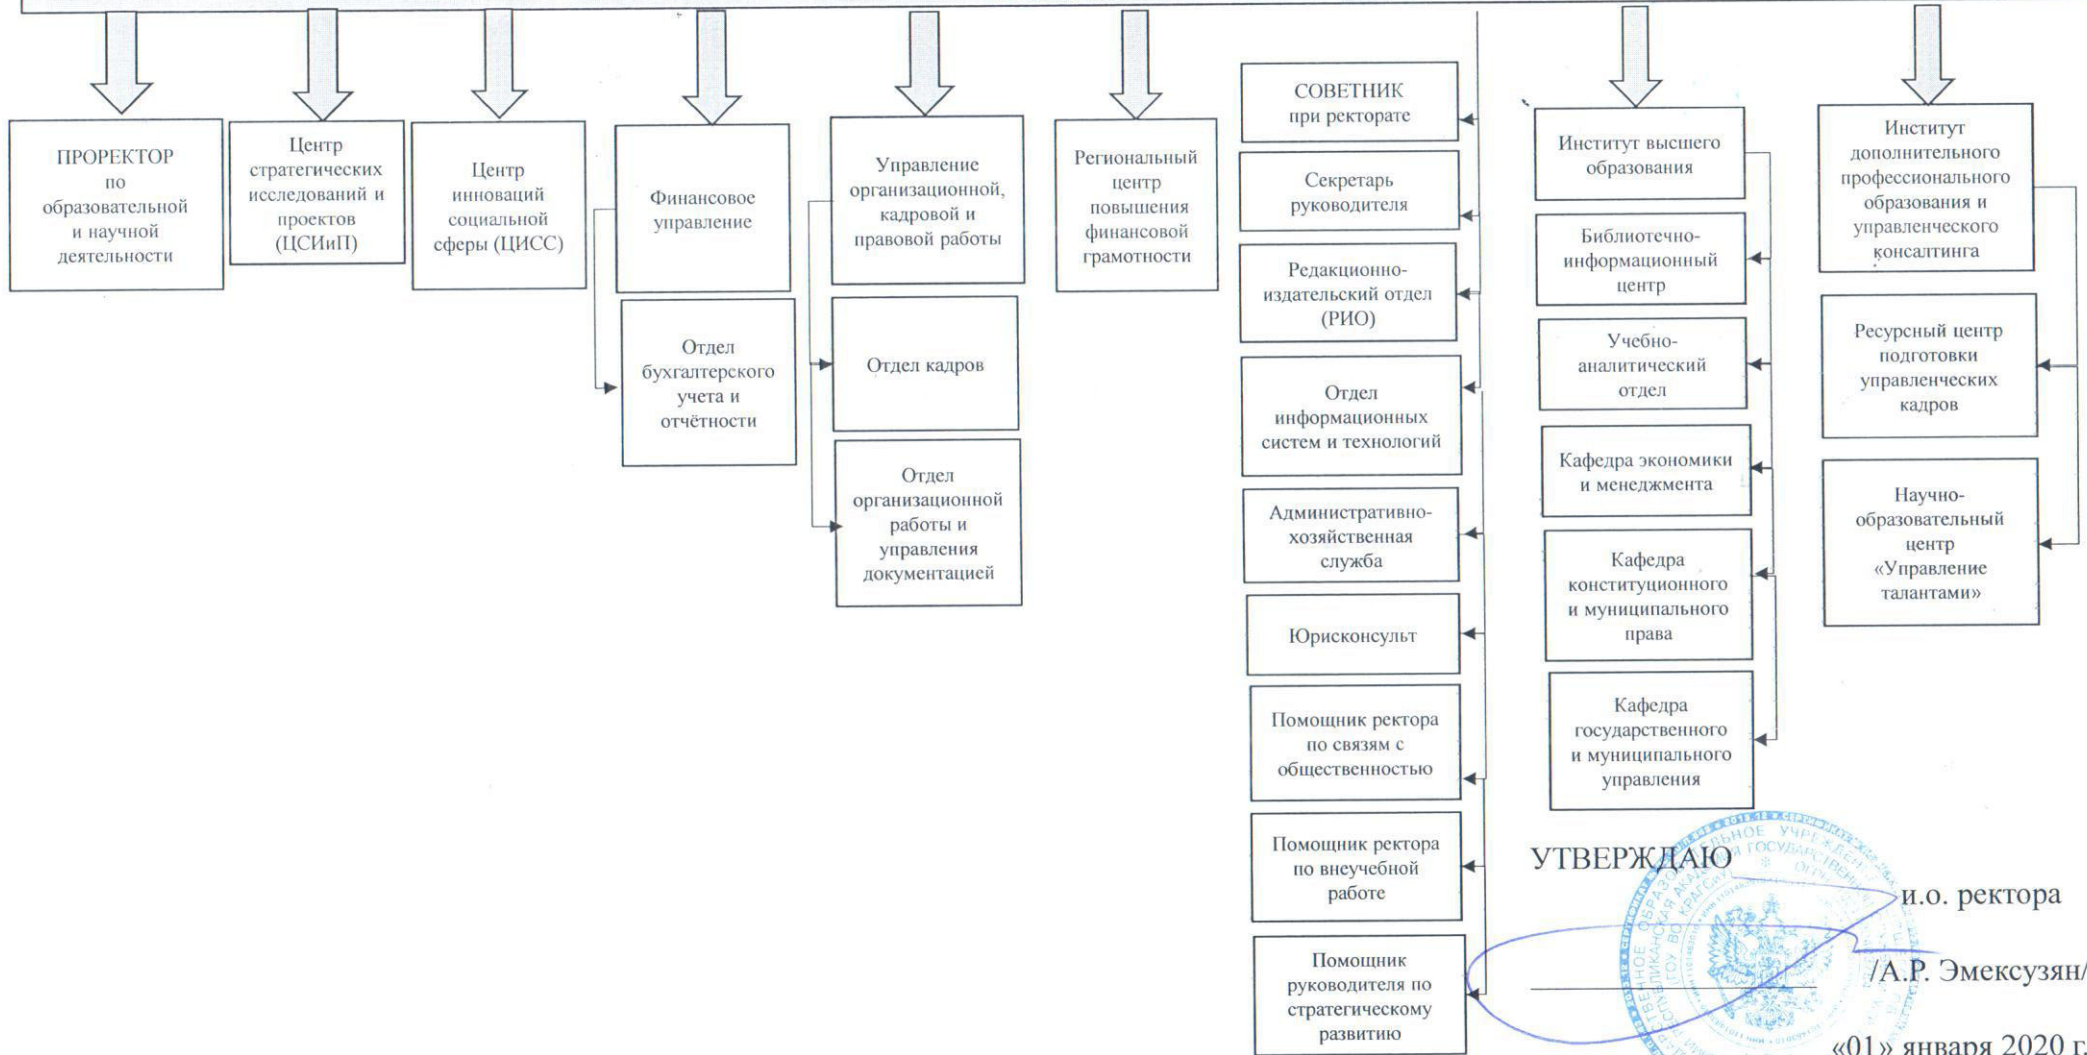 ПРОРЕКТОР
по
образовательной
и научной
деятельности
Центр
стратегических
исследований и
проектов
(ЦСИиП)
Центр
инноваций
социальной
сферы (ЦИСС)
Финансовое
управление
Отдел
бухгалтерского
учета и
отчётности
Управление
организационной,
кадровой и
правовой работы
Отдел кадров
Отдел
организационной
работы и
управления
документацией
Региональный
центр
повышения
финансовой
грамотности
СОВЕТНИК
при ректорате
Секретарь
руководителя
Редакционно-
издательский отдел
(РИО)
Отдел
информационных
систем и технологий
Административно-
хозяйственная
служба
Юрисконсульт
Помощник ректора
по связям с
общественностью
Помощник ректора
по внеучебной
работе
Помощник
руководителя по
стратегическому
развитию
Институт высшего
образования
Библиотечно-
информационный
центр
Учебно-
аналитический
отдел
Кафедра экономики
и менеджмента
Кафедра
конституционного
и муниципального
права
Кафедра
государственного
и муниципального
управления
Институт
дополнительного
профессионального
образования и
управленческого
консалтинга
Ресурсный центр
подготовки
управленческих
кадров
Научно-
образовательный
центр
«Управление
талантами»
УТВЕРЖДАЮ
и.о. ректора
/А.Р. Эмексузян/
«01» января 2020 г.